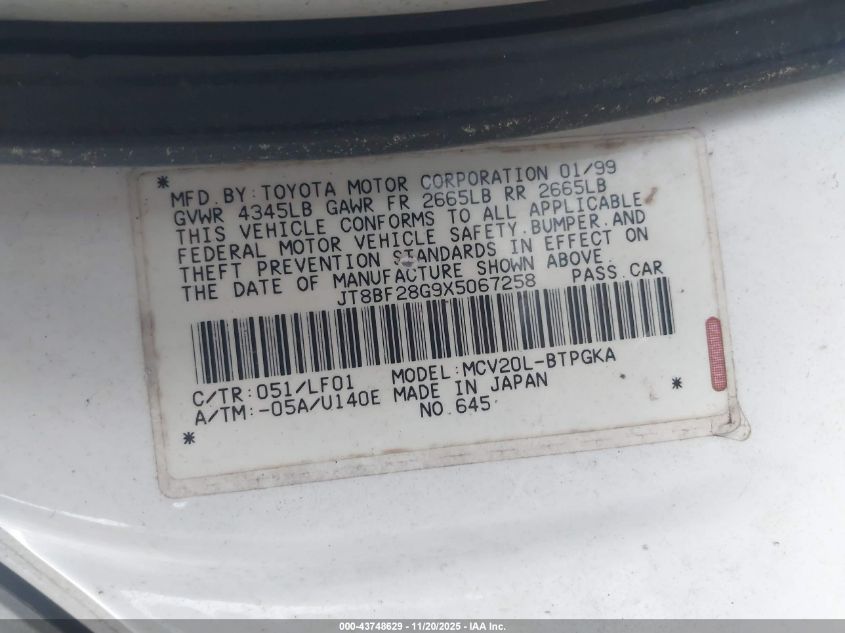 * MFD.BY:TOYOTA MOTOR CORPORATION 01/99
GVWR 4345LB GAWR FR 2665LB RR 2665LB
THIS VEHICLE CONFORMS TO ALL APPLICABLE
FEDERAL MOTOR VEHICLE SAFETY.BUMPER.AND
THEFT PREVENTION STANDARDS IN EFFECT ON
THE DATE OF MANUFACTURE SHOWN ABOVE.
JT8BF28G9X5067258 PASS.CAR
C/TR:051/LF01 MODEL:MCV20L-BTPGKA
A/TM:-05A/U140E MADE IN JAPAN *
* NO.645
000-43748629 - 11/20/2025 - IAA Inc.